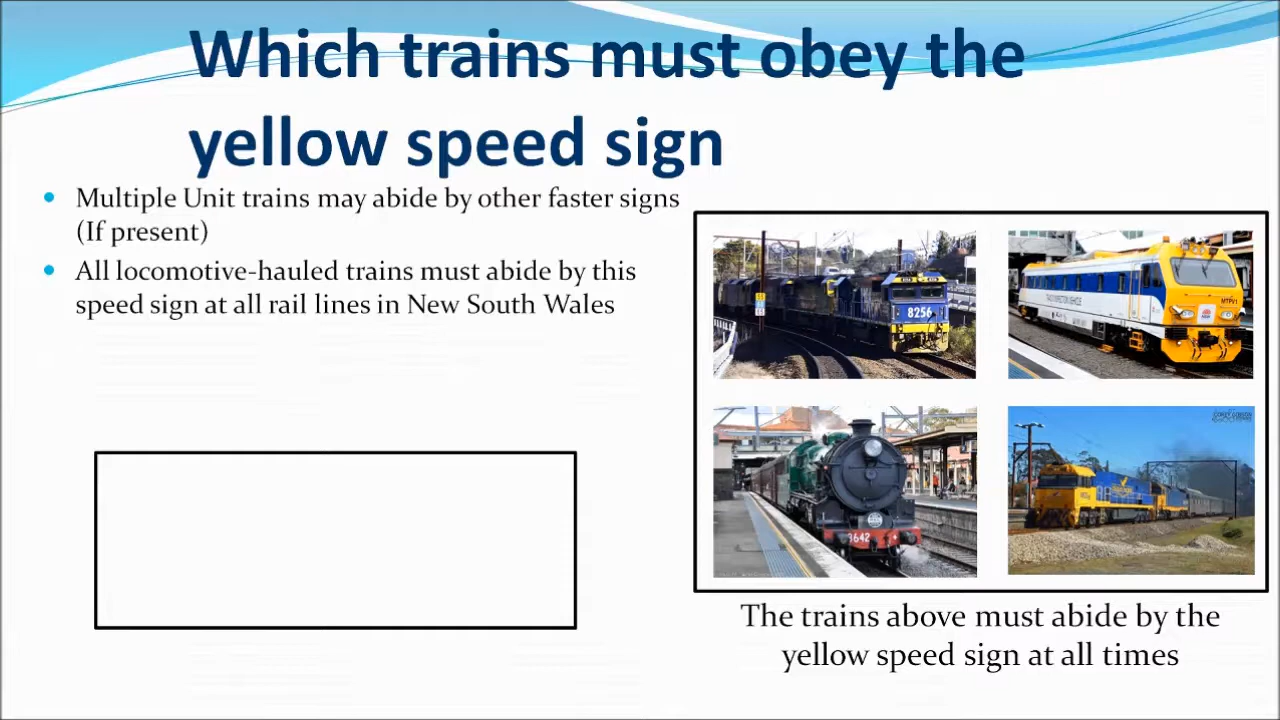 Which trains must obey the
yellow speed sign
Multiple Unit trains may abide by other faster signs
(If present)
All locomotive-hauled trains must abide by this
speed sign at all rail lines in New South Wales
8256
MTPV1
3642
The trains above must abide by the
yellow speed sign at all times